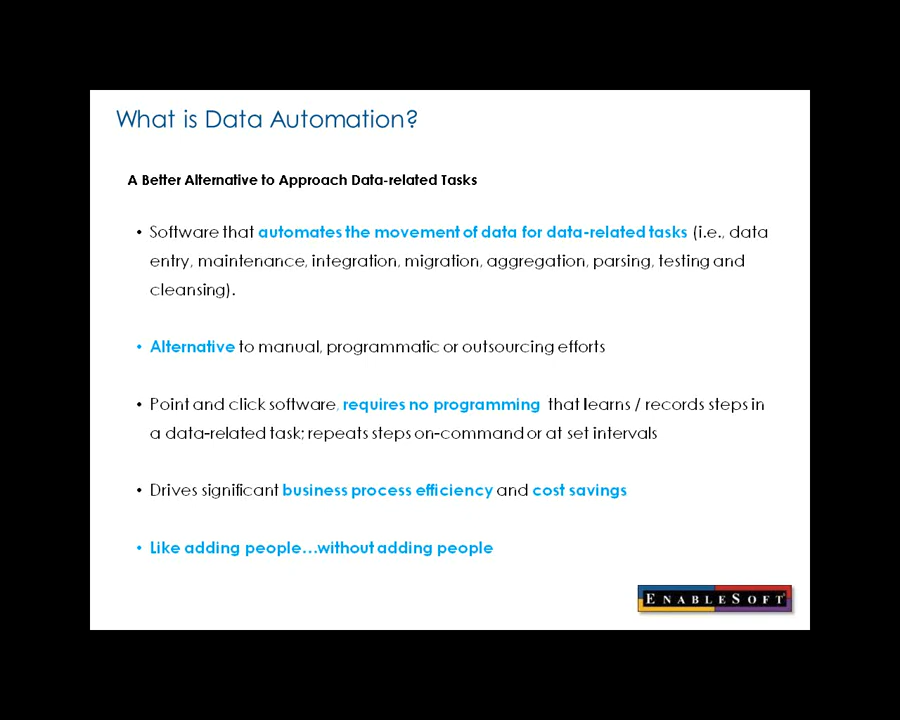 What is Data Automation?
A Better Alternative to Approach Data-related Tasks
• Software that automates the movement of data for data-related tasks (i.e., data
entry, maintenance, integration, migration, aggregation, parsing, testing and
cleansing).
• Alternative to manual, programmatic or outsourcing efforts
• Point and click software, requires no programming that learns / records steps in
a data-related task; repeats steps on-command or at set intervals
• Drives significant business process efficiency and cost savings
• Like adding people...without adding people
ENABLESOFT